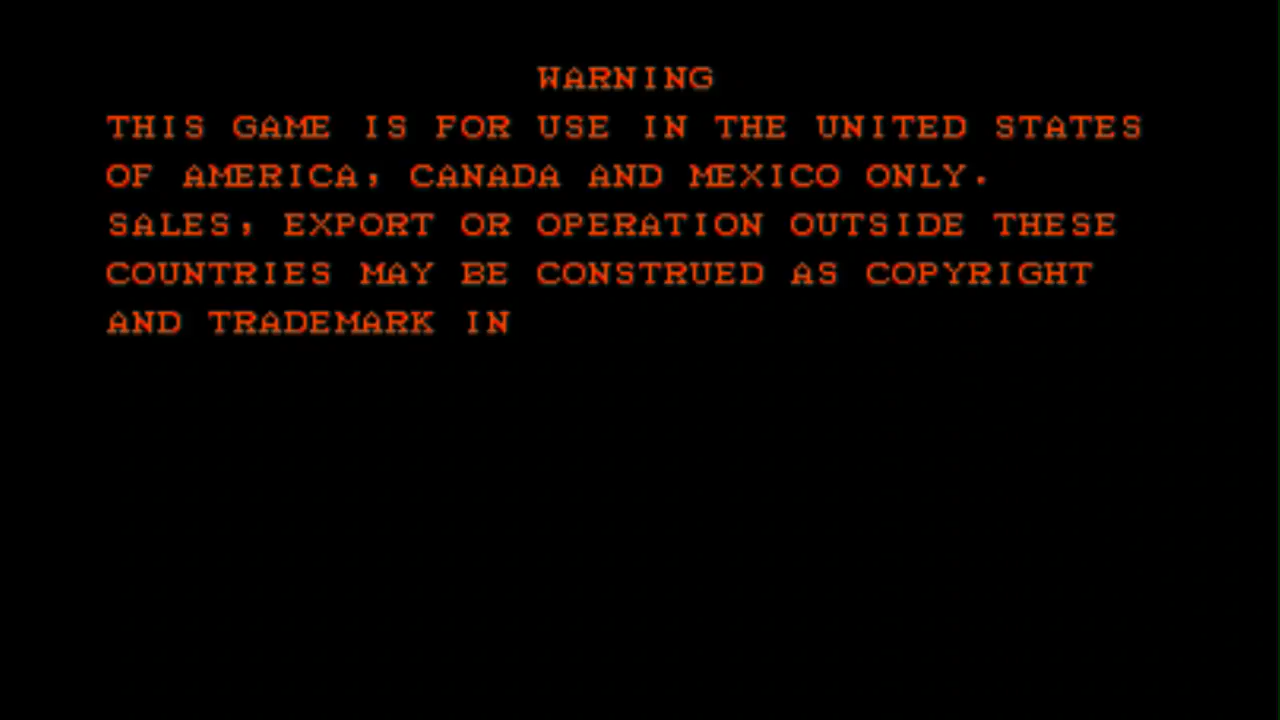 WARNING
THIS GAME IS FOR USE IN THE UNITED STATES
OF AMERICA, CANADA AND MEXICO ONLY.
SALES, EXPORT OR OPERATION OUTSIDE THESE
COUNTRIES MAY BE CONSTRUED AS COPYRIGHT
AND TRADEMARK IN